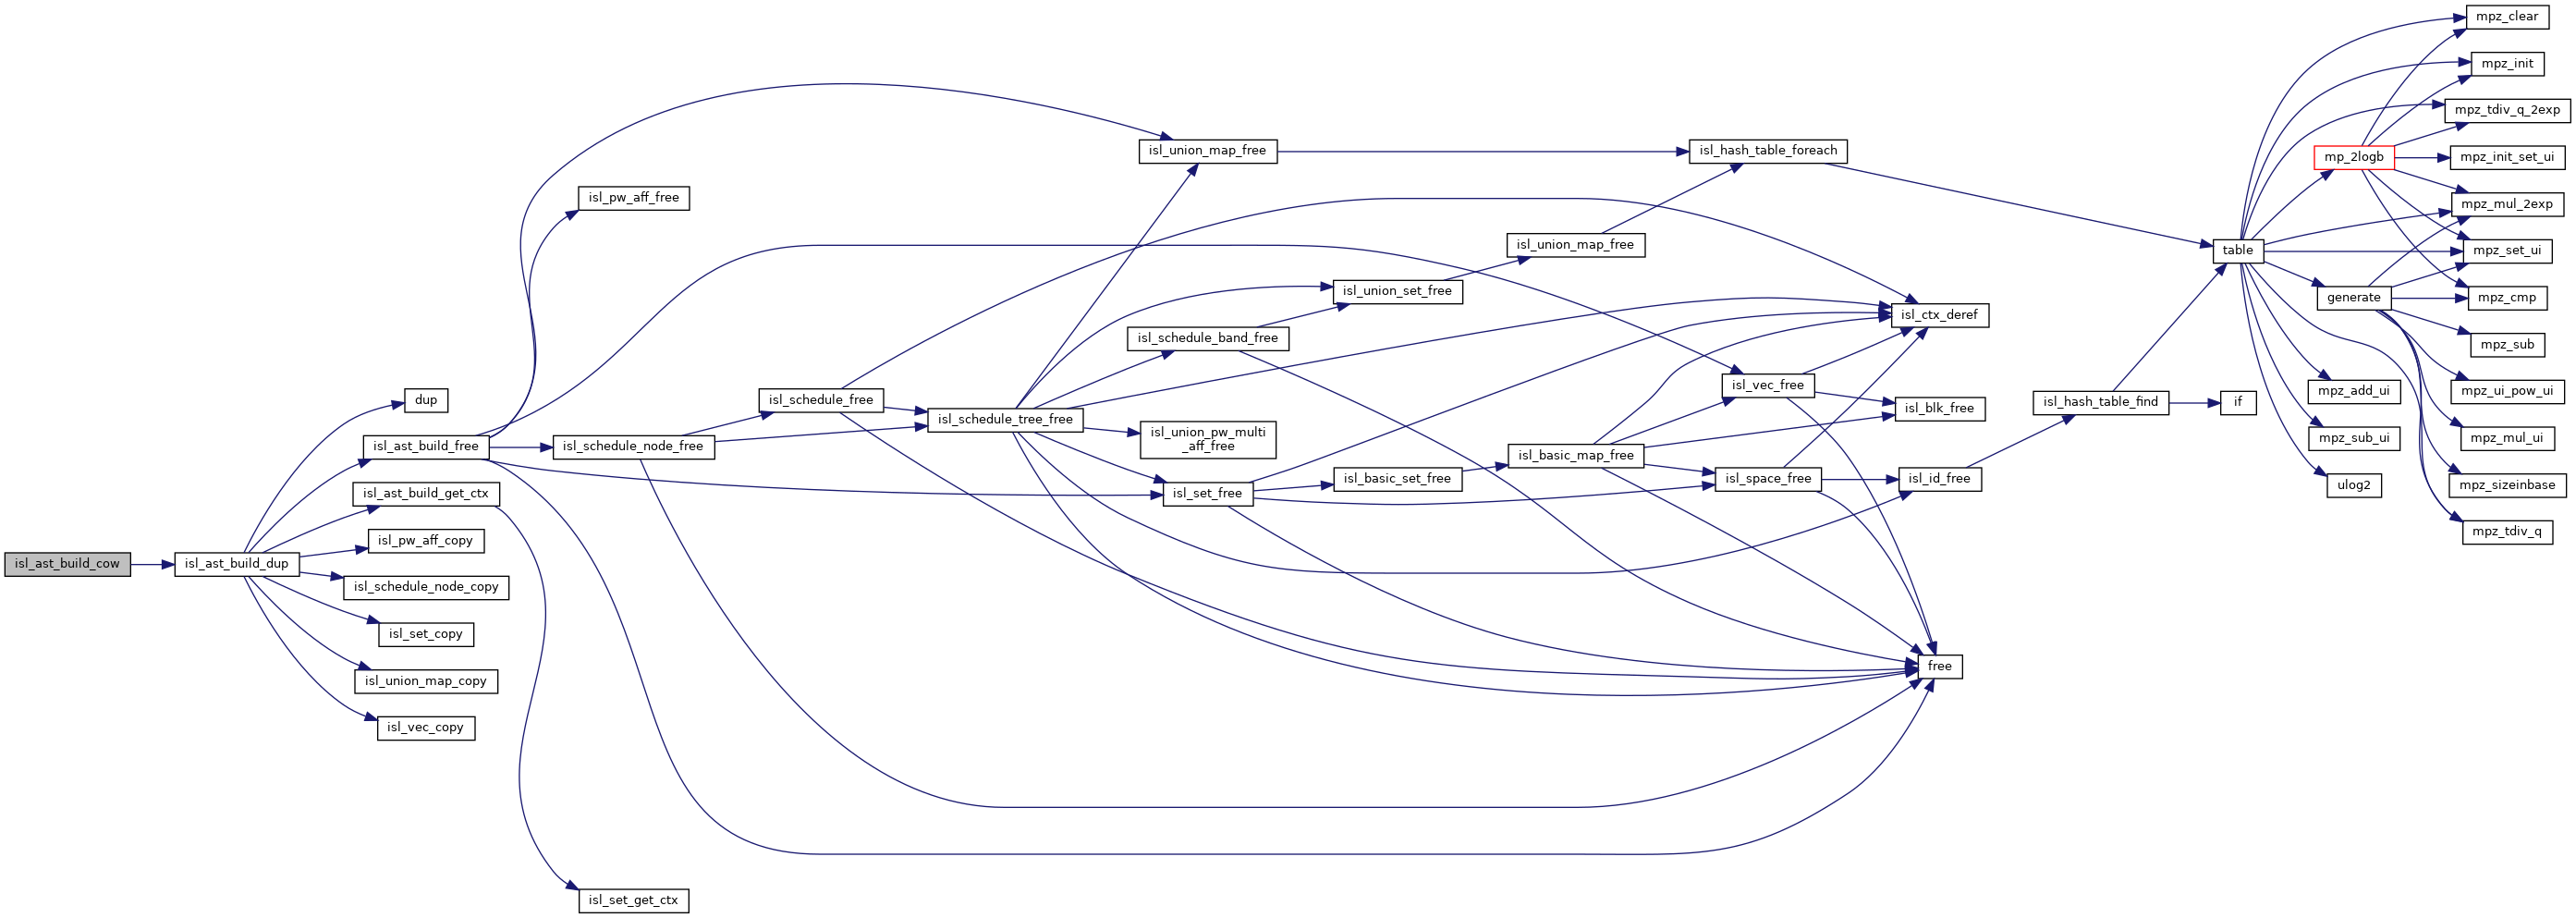 isl_ast_build_cow
isl_ast_build_dup
dup
isl_ast_build_free
isl_ast_build_get_ctx
isl_pw_aff_copy
isl_schedule_node_copy
isl_set_copy
isl_union_map_copy
isl_vec_copy
isl_pw_aff_free
isl_schedule_node_free
isl_set_get_ctx
isl_schedule_free
isl_schedule_tree_free
isl_union_map_free
isl_schedule_band_free
isl_union_pw_multi
_aff_free
isl_set_free
isl_union_set_free
isl_basic_set_free
isl_union_map_free
isl_basic_map_free
isl_hash_table_foreach
isl_vec_free
isl_space_free
isl_ctx_deref
isl_blk_free
isl_id_free
free
isl_hash_table_find
table
if
mp_2logb
generate
mpz_add_ui
mpz_sub_ui
ulog2
mpz_clear
mpz_init
mpz_tdiv_q_2exp
mpz_init_set_ui
mpz_mul_2exp
mpz_set_ui
mpz_cmp
mpz_sub
mpz_ui_pow_ui
mpz_mul_ui
mpz_sizeinbase
mpz_tdiv_q